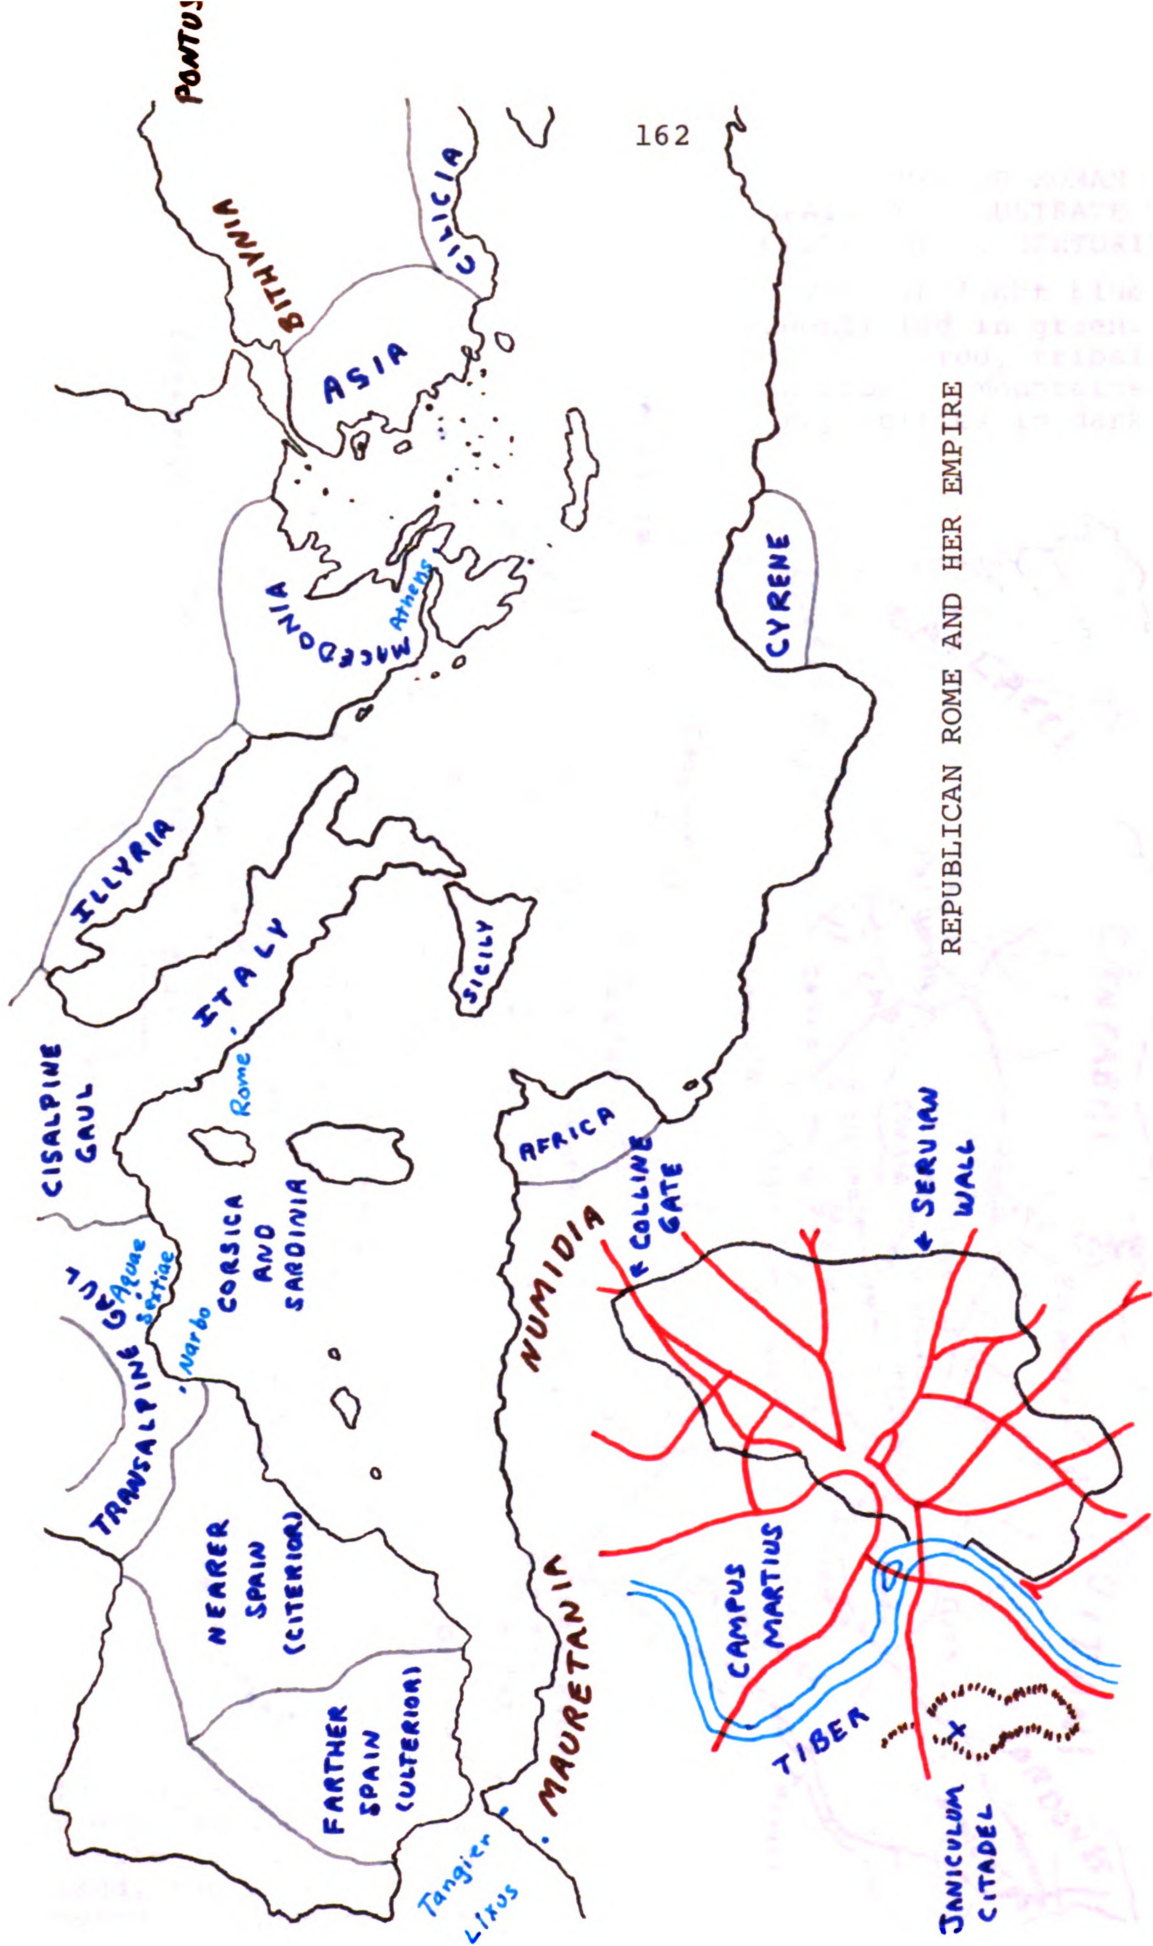 162
REPUBLICAN ROME AND HER EMPIRE
PONTUS
BITHYNIA
CILICIA
ASIA
MACEDONIA
Athens
CYRENE
ILLYRIA
ITALY
Rome
SICILY
CISALPINE
GAUL
CORSICA
AND
SARDINIA
AFRICA
NUMIDIA
TRANSALPINE GAUL
Aquae
Sextiae
Narbo
NEARER
SPAIN
(CITERIOR)
FARTHER
SPAIN
(ULTERIOR)
MAURETANIA
Tangier
Lixus
COLLINE
GATE
SERVIAN
WALL
CAMPUS
MARTIUS
TIBER
JANICULUM
CITADEL